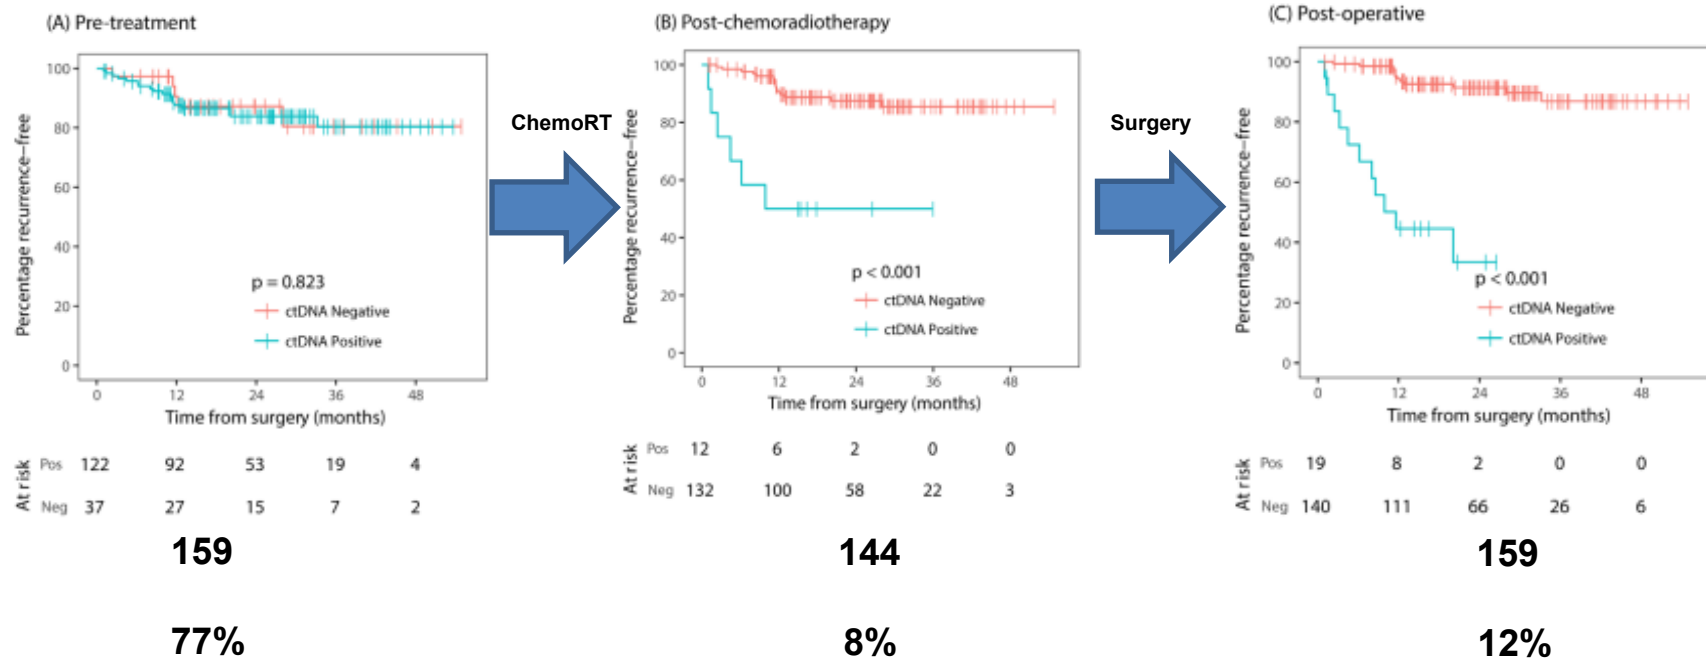 (A) Pre-treatment
Percentage recurrence–free
100
80
60
40
20
0
p = 0.823
ctDNA Negative
ctDNA Positive
0 12 24 36 48
Time from surgery (months)
At risk
Pos 122 92 53 19 4
Neg 37 27 15 7 2
159
77%
ChemoRT
(B) Post-chemoradiotherapy
Percentage recurrence–free
100
80
60
40
20
0
p < 0.001
ctDNA Negative
ctDNA Positive
0 12 24 36 48
Time from surgery (months)
At risk
Pos 12 6 2 0 0
Neg 132 100 58 22 3
144
8%
Surgery
(C) Post-operative
Percentage recurrence–free
100
80
60
40
20
0
p < 0.001
ctDNA Negative
ctDNA Positive
0 12 24 36 48
Time from surgery (months)
At risk
Pos 19 8 2 0 0
Neg 140 111 66 26 6
159
12%